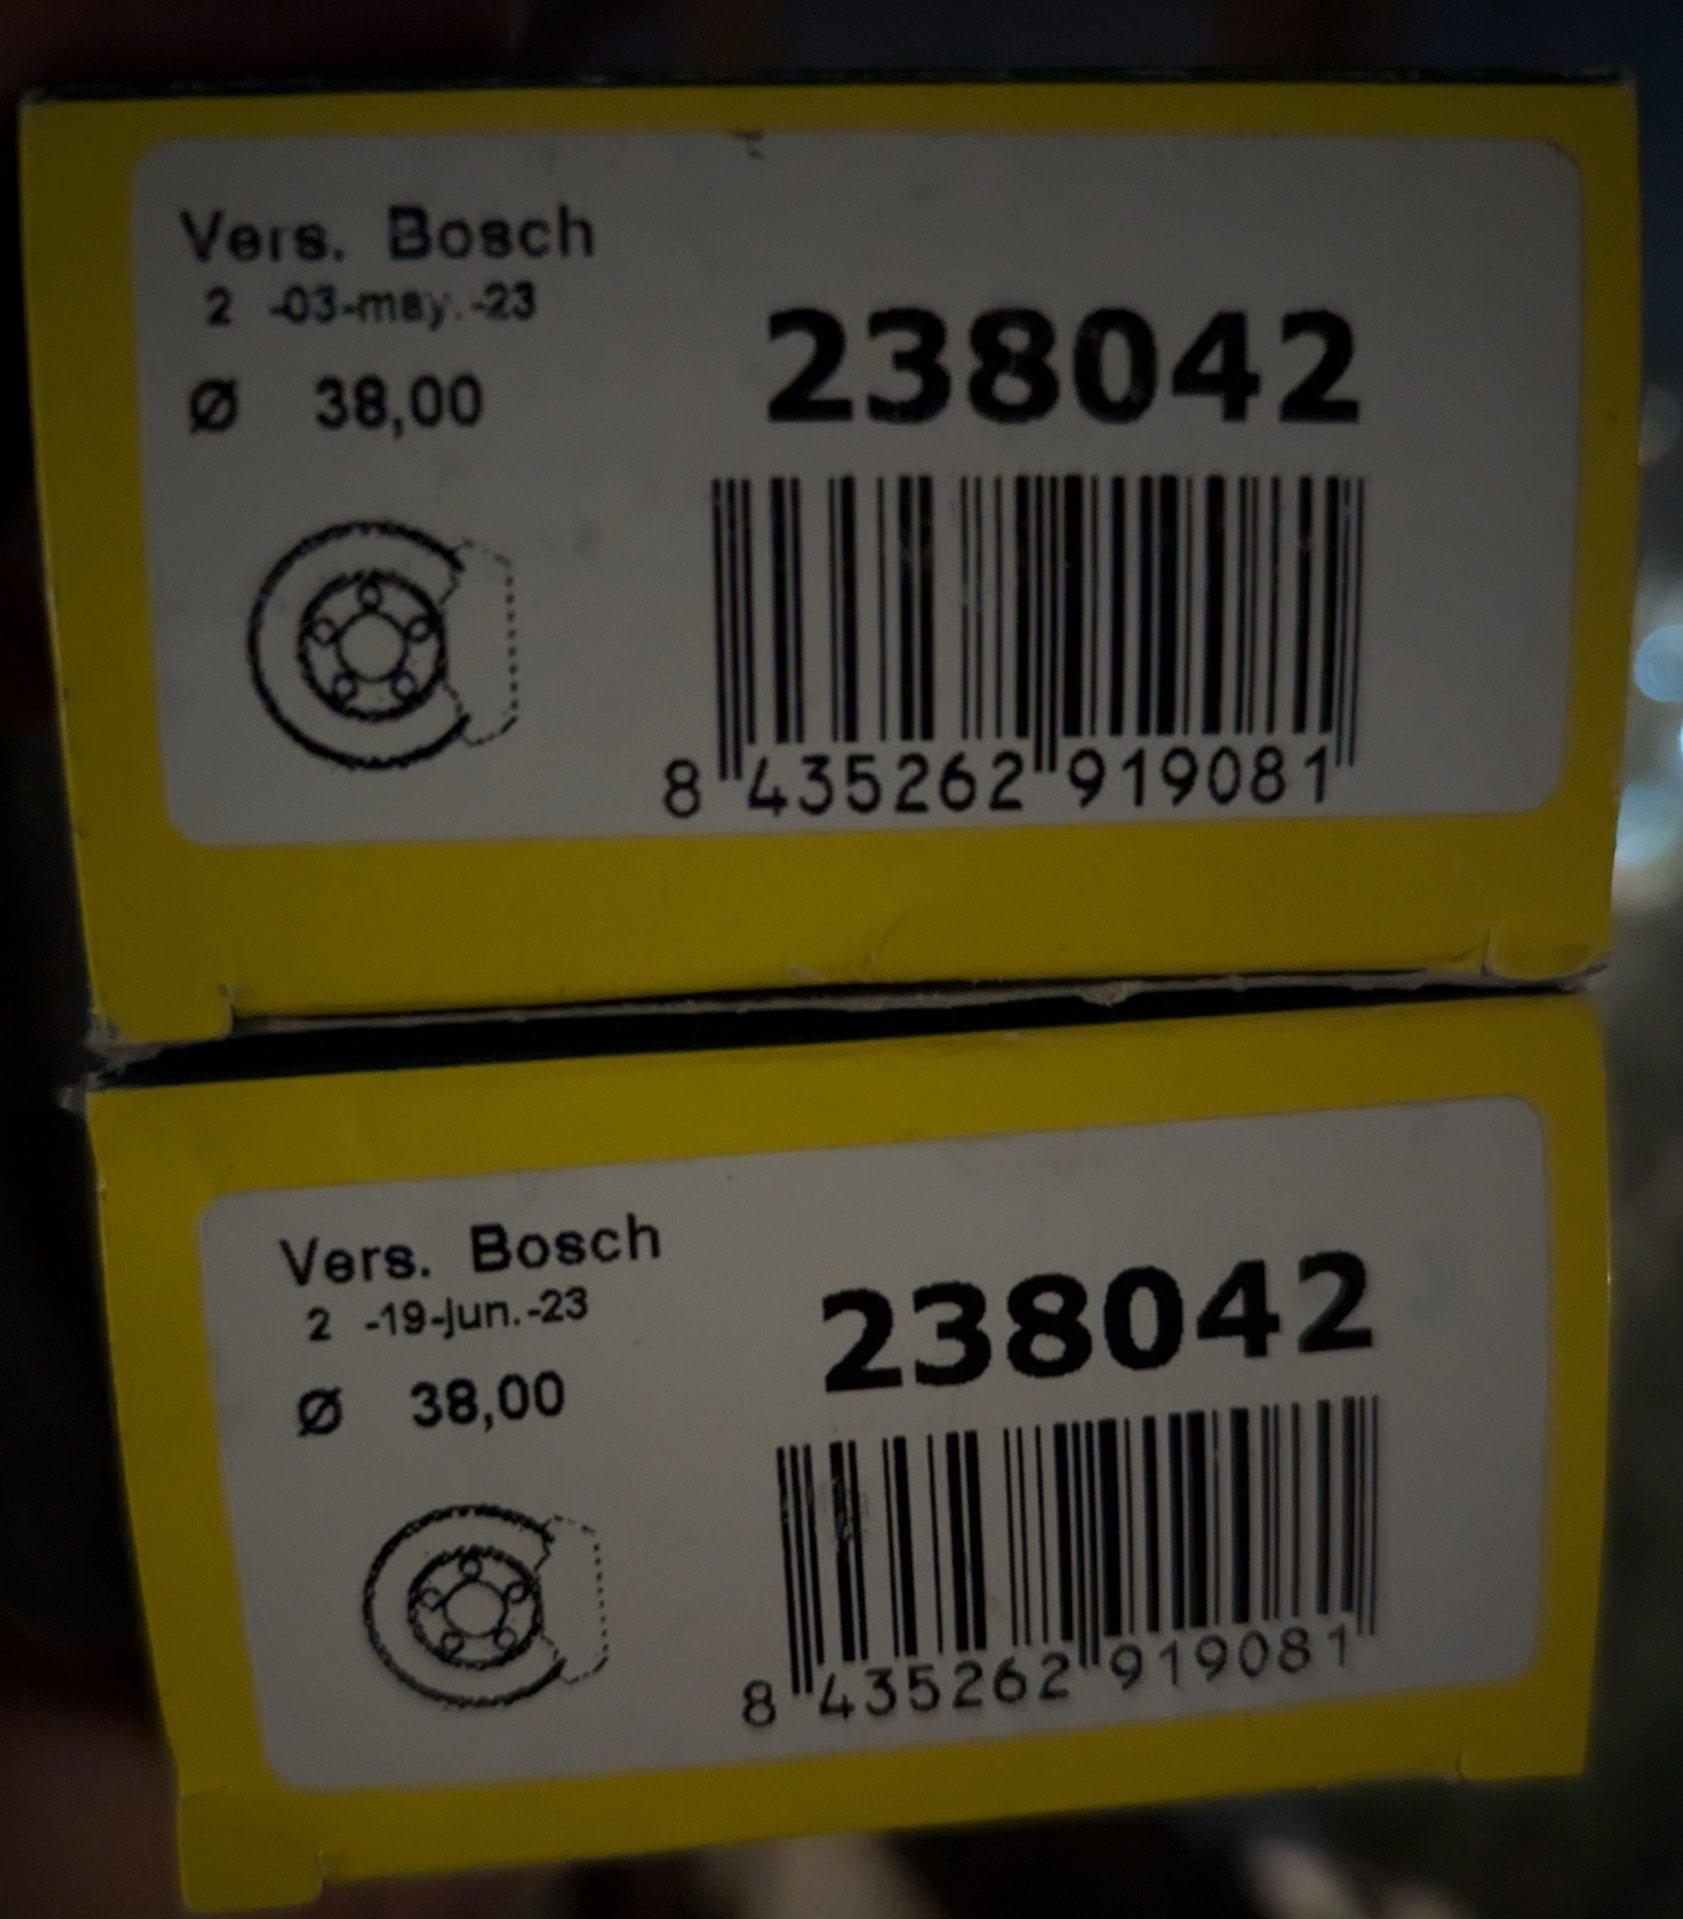 Vers. Bosch
2 -03-may.-23
Ø 38,00
238042
8 435262 919081
Vers. Bosch
2 -19-jun.-23
Ø 38,00
238042
8 435262 919081